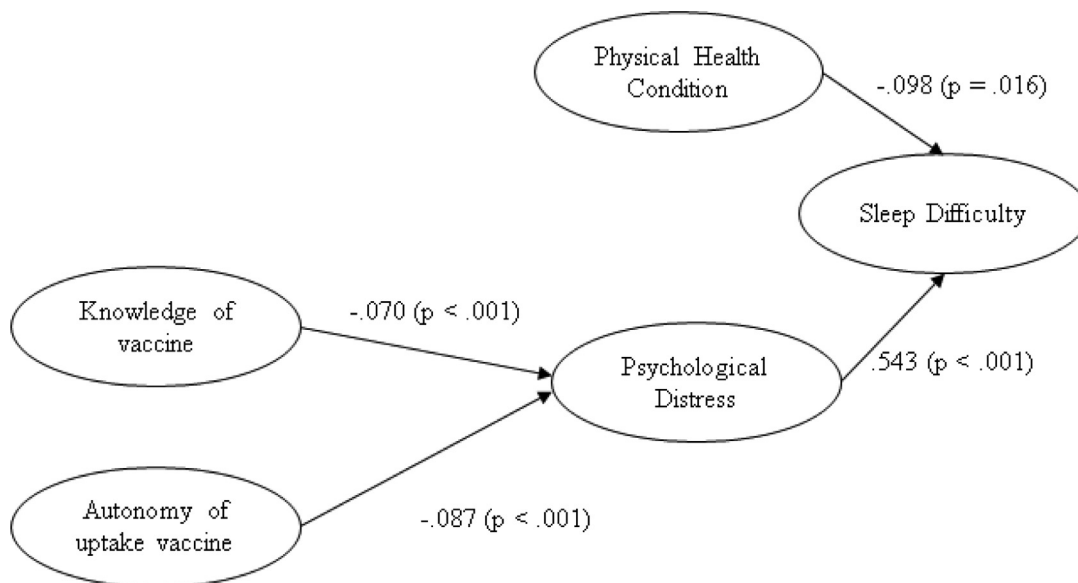 Physical Health
Condition
-.098 (p = .016)
Sleep Difficulty
Knowledge of
vaccine
-.070 (p < .001)
Psychological
Distress
.543 (p < .001)
Autonomy of
uptake vaccine
-.087 (p < .001)